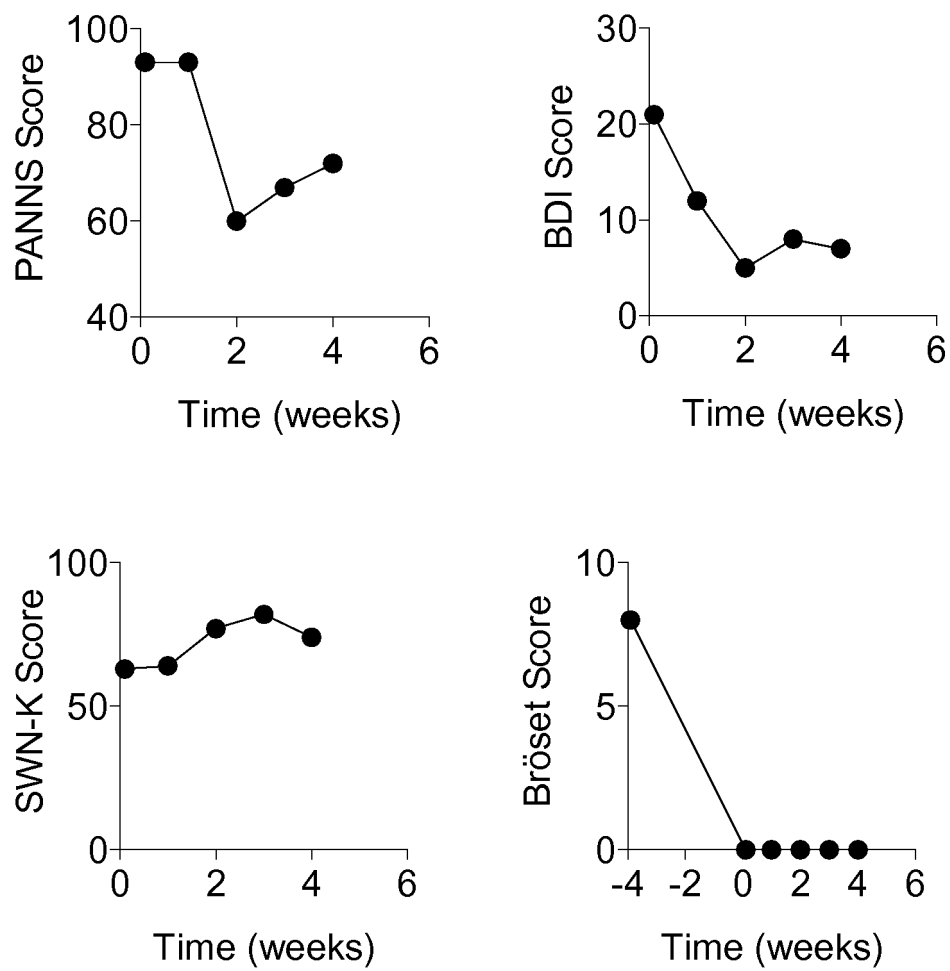 PANNS Score
100
80
60
40
0 2 4 6
Time (weeks)
BDI Score
30
20
10
0
0 2 4 6
Time (weeks)
SWN-K Score
100
50
0
0 2 4 6
Time (weeks)
Bröset Score
10
5
0
-4 -2 0 2 4 6
Time (weeks)